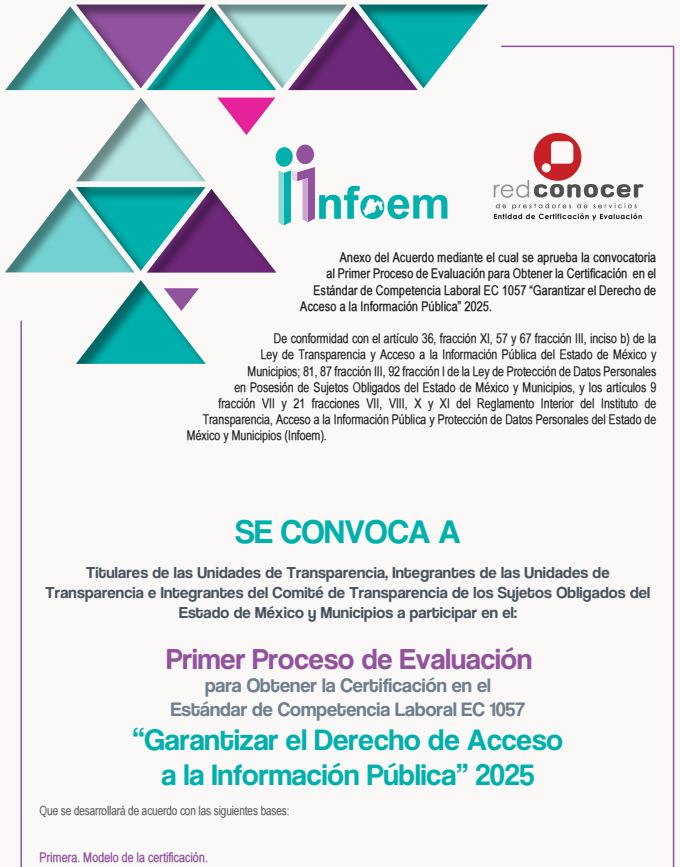 infoem
red conocer
de prestadores de servicios
Entidad de Certificación y Evaluación
Anexo del Acuerdo mediante el cual se aprueba la convocatoria
al Primer Proceso de Evaluación para Obtener la Certificación en el
Estándar de Competencia Laboral EC 1057 “Garantizar el Derecho de
Acceso a la Información Pública” 2025.
De conformidad con el artículo 36, fracción XI, 57 y 67 fracción III, inciso b) de la
Ley de Transparencia y Acceso a la Información Pública del Estado de México y
Municipios; 81, 87 fracción III, 92 fracción I de la Ley de Protección de Datos Personales
en Posesión de Sujetos Obligados del Estado de México y Municipios, y los artículos 9
fracción VII y 21 fracciones VII, VIII, X y XI del Reglamento Interior del Instituto de
Transparencia, Acceso a la Información Pública y Protección de Datos Personales del Estado de
México y Municipios (Infoem).
SE CONVOCA A
Titulares de las Unidades de Transparencia, Integrantes de las Unidades de
Transparencia e Integrantes del Comité de Transparencia de los Sujetos Obligados del
Estado de México y Municipios a participar en el:
Primer Proceso de Evaluación
para Obtener la Certificación en el
Estándar de Competencia Laboral EC 1057
“Garantizar el Derecho de Acceso
a la Información Pública” 2025
Que se desarrollará de acuerdo con las siguientes bases:
Primera. Modelo de la certificación.